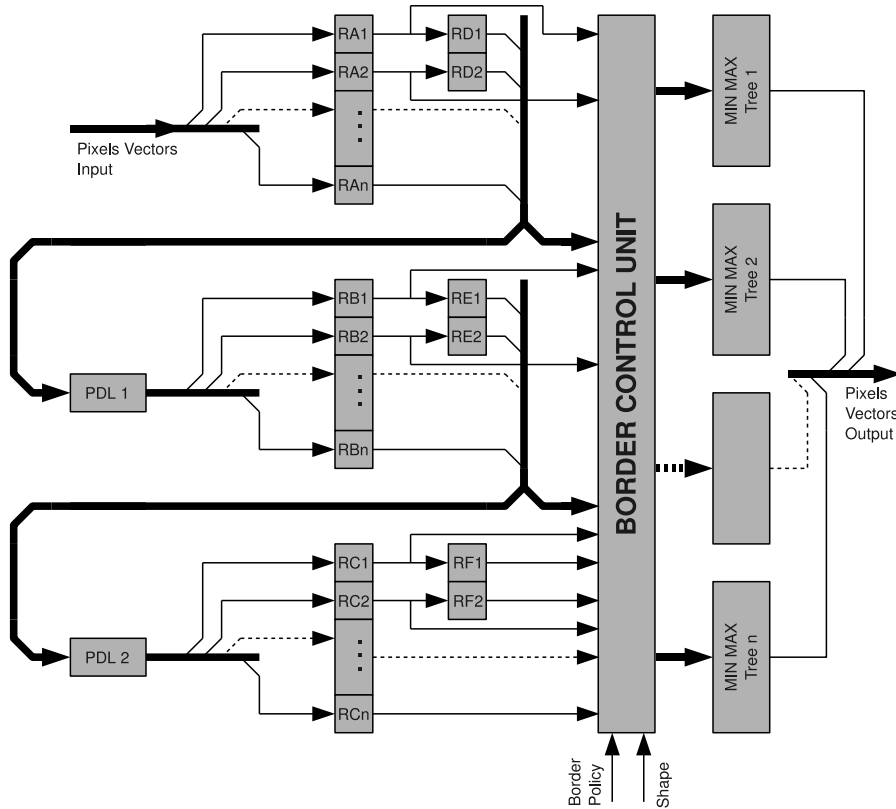 RA1
RD1
RA2
RD2
RAn
Pixels Vectors
Input
RB1
RE1
RB2
RE2
RBn
PDL 1
RC1
RF1
RC2
RF2
RCn
PDL 2
BORDER CONTROL UNIT
MIN MAX
Tree 1
MIN MAX
Tree 2
MIN MAX
Tree n
Pixels
Vectors
Output
Border
Policy
Shape